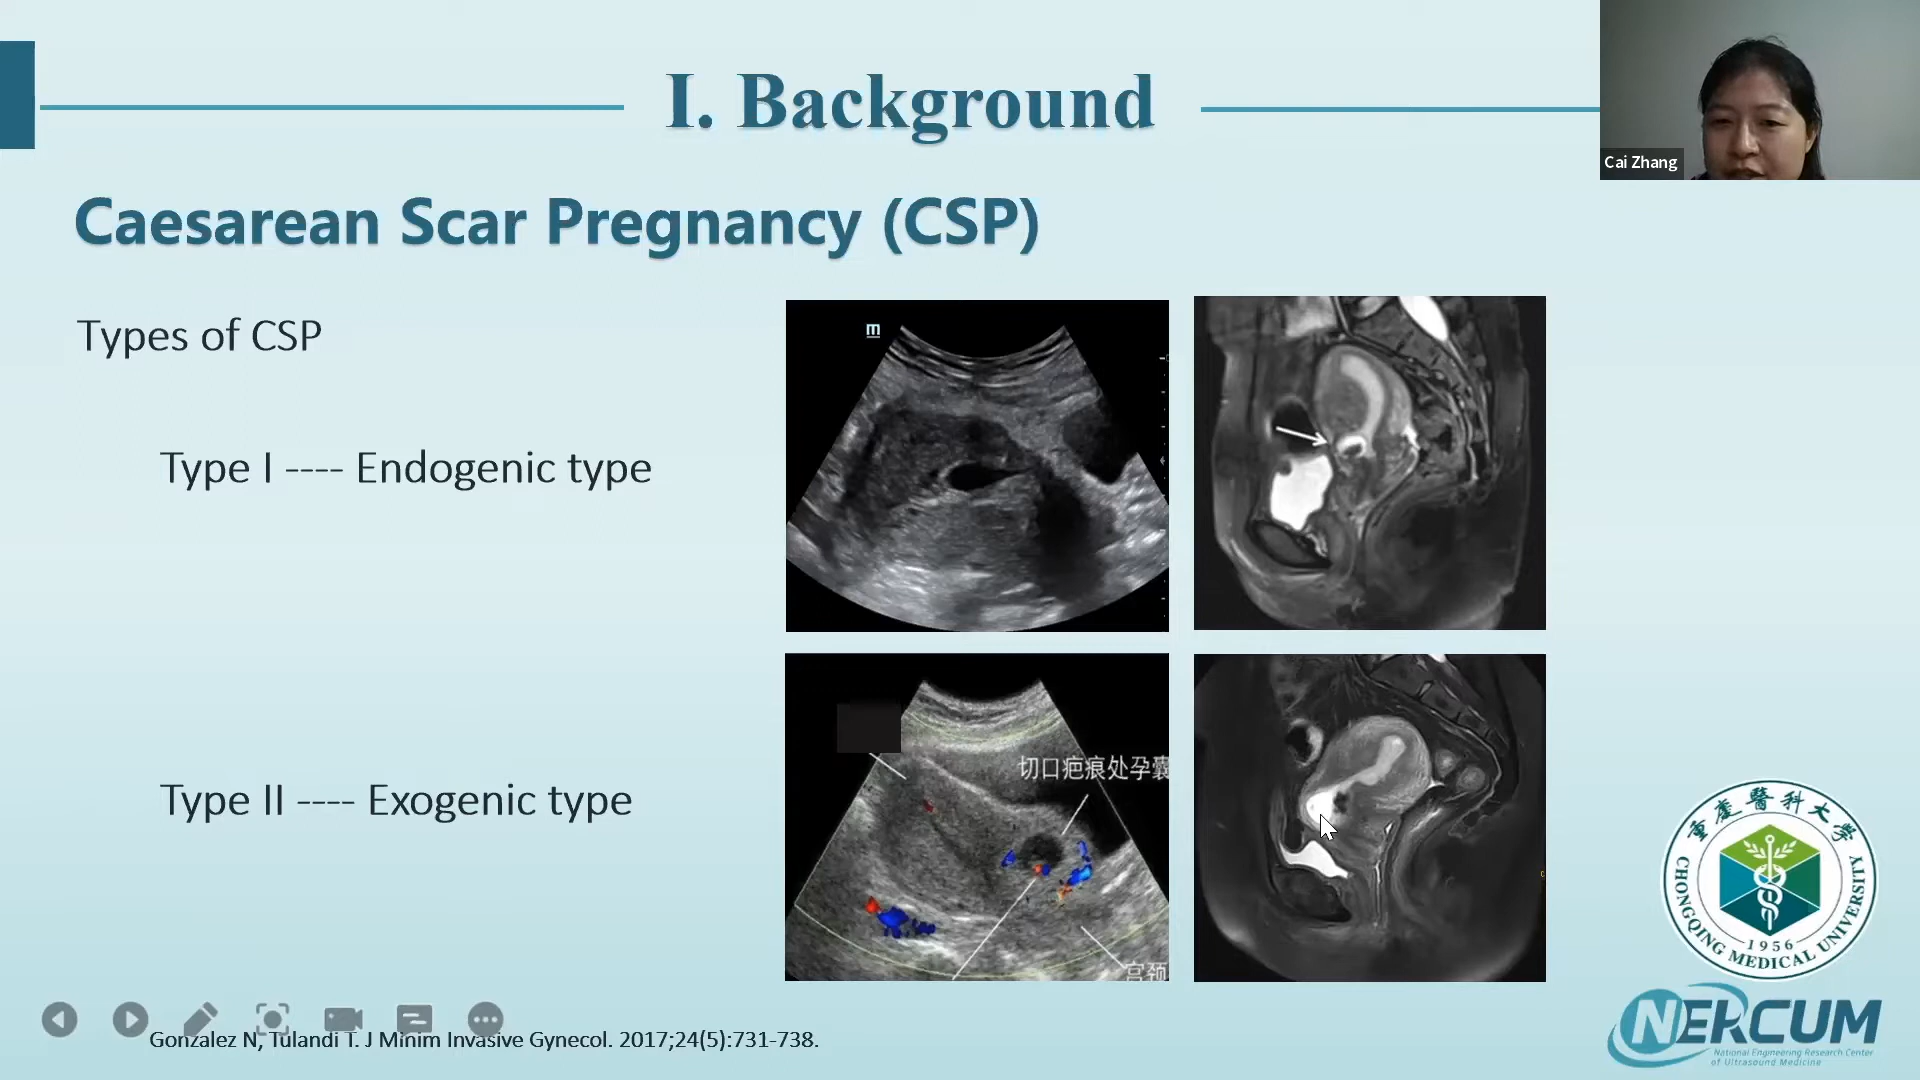 I. Background
Cai Zhang
Caesarean Scar Pregnancy (CSP)
Types of CSP
m
Type I ---- Endogenic type
切口疤痕处孕囊
Type II ---- Exogenic type
宫颈
重慶醫科大學
CHONGQING MEDICAL UNIVERSITY
1956
Gonzalez N, Tulandi T. J Minim Invasive Gynecol. 2017;24(5):731-738.
NERCUM
National Engineering Research Center
of Ultrasound Medicine